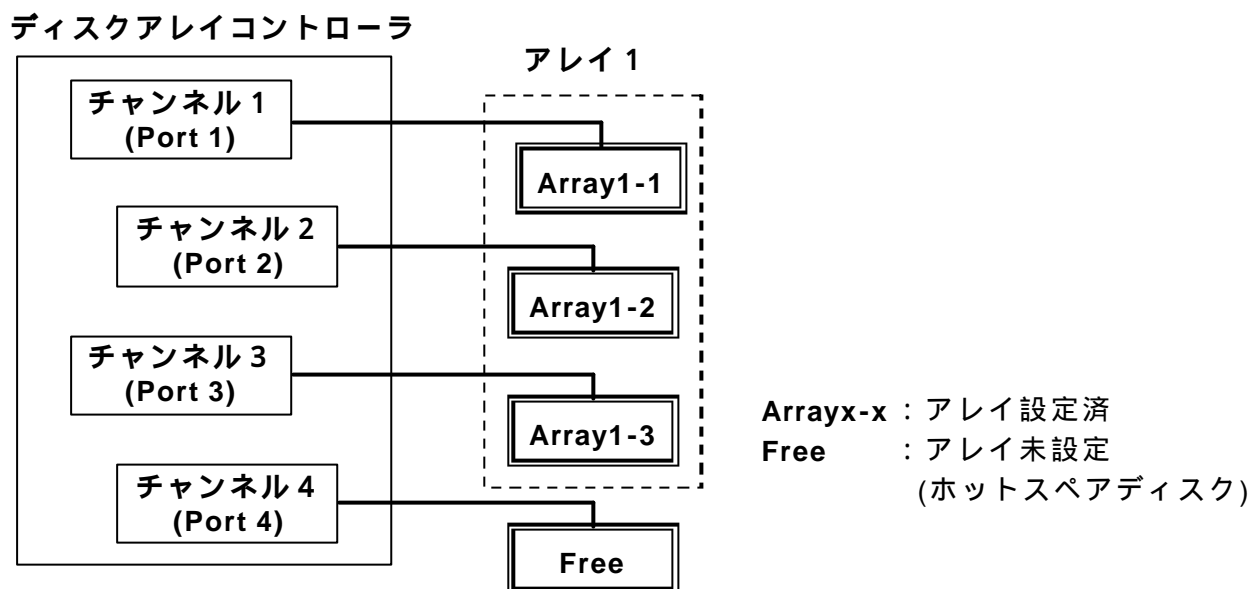 ディスクアレイコントローラ
アレイ1
チャンネル1
(Port 1)
Array1-1
チャンネル2
(Port 2)
Array1-2
チャンネル3
(Port 3)
Array1-3
チャンネル4
(Port 4)
Free
Arrayx-x：アレイ設定済
Free ：アレイ未設定
(ホットスペアディスク)